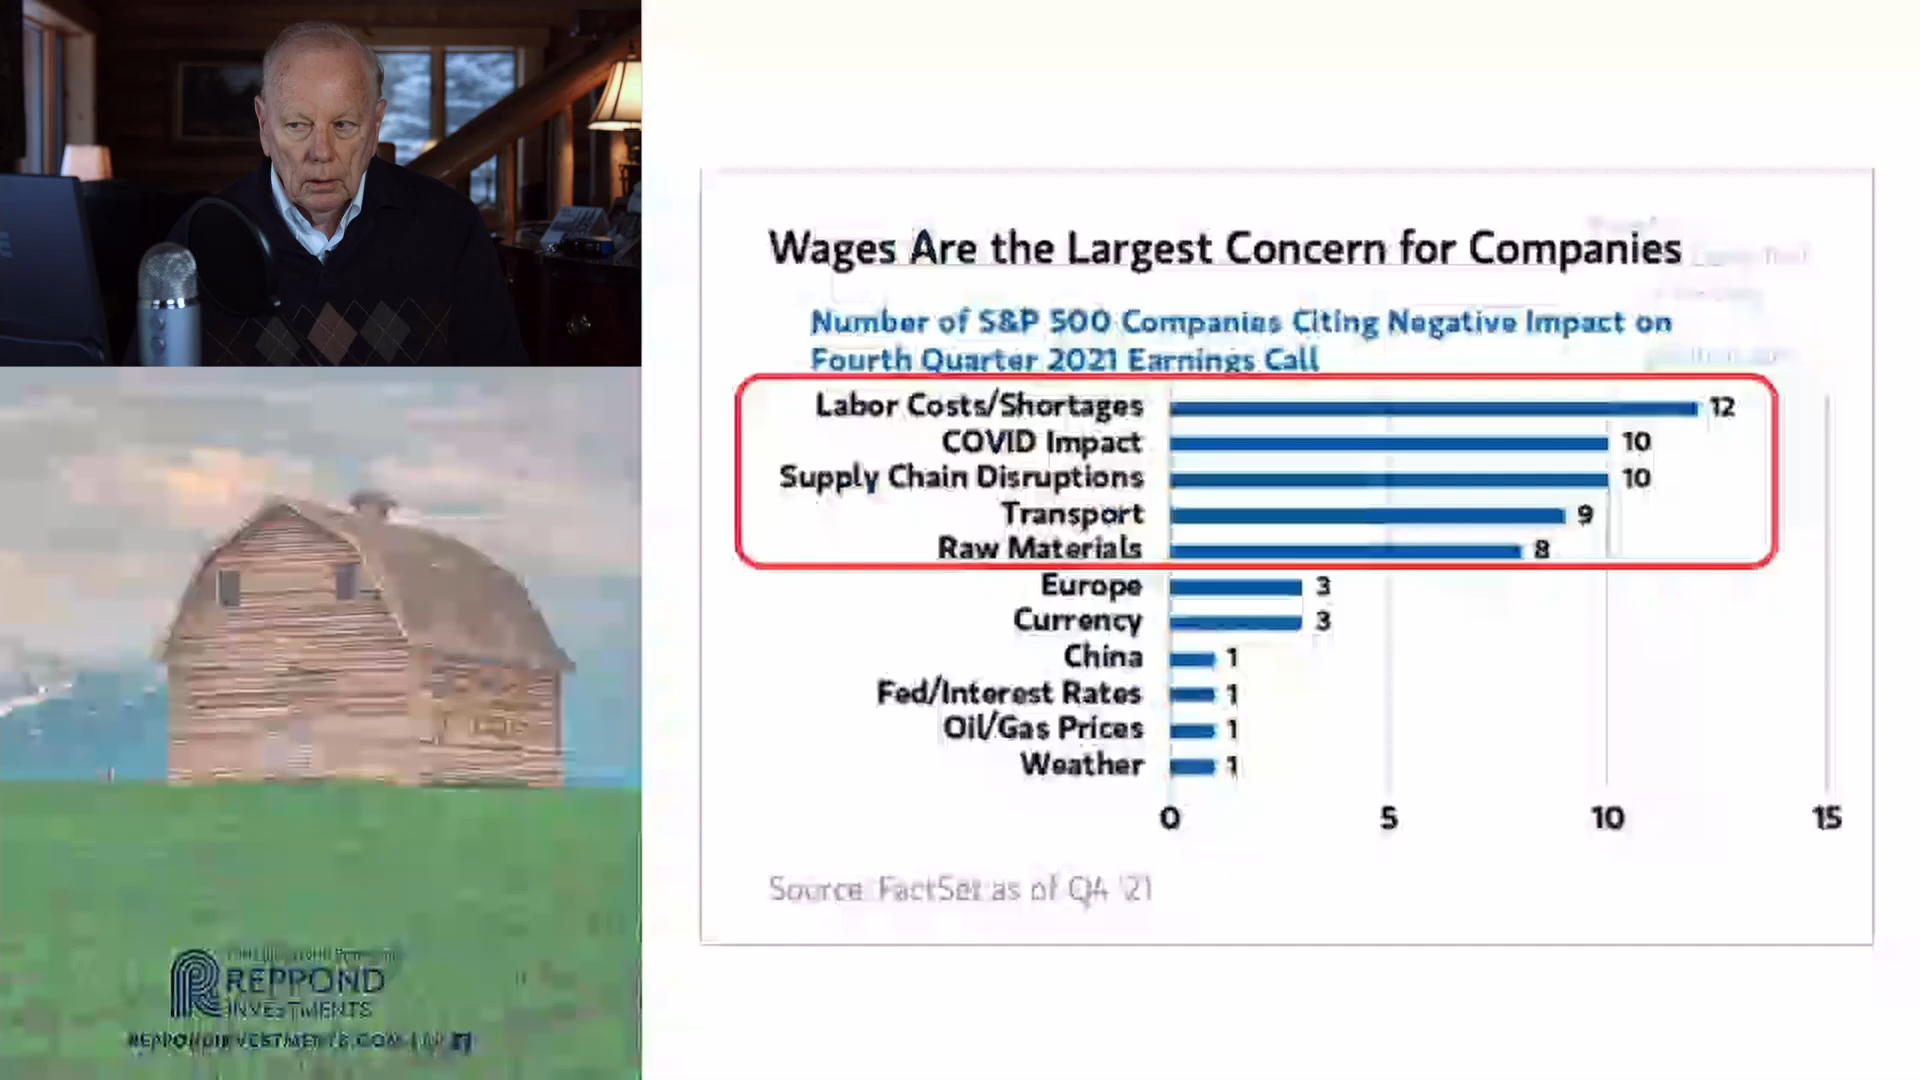 Wages Are the Largest Concern for Companies
Number of S&P 500 Companies Citing Negative Impact on
Fourth Quarter 2021 Earnings Call
Labor Costs/Shortages 12
COVID Impact 10
Supply Chain Disruptions 10
Transport 9
Raw Materials 8
Europe 3
Currency 3
China 1
Fed/Interest Rates 1
Oil/Gas Prices 1
Weather 1
0 5 10 15
Source: FactSet as of Q4 '21
REPPOND
INVESTMENTS
REPPONDINVESTMENTS.COM